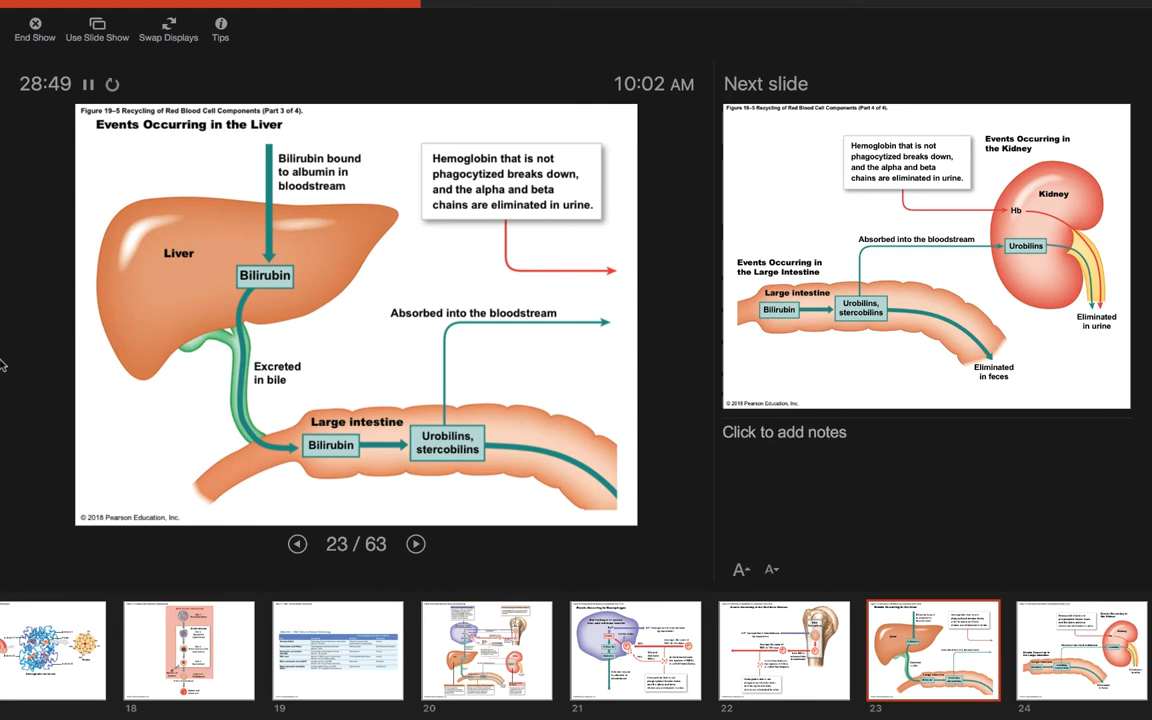 End Show
Use Slide Show
Swap Displays
Tips
28:49
10:02 AM
Figure 19–5 Recycling of Red Blood Cell Components (Part 3 of 4).
Events Occurring in the Liver
Bilirubin bound
to albumin in
bloodstream
Hemoglobin that is not
phagocytized breaks down,
and the alpha and beta
chains are eliminated in urine.
Liver
Bilirubin
Absorbed into the bloodstream
Excreted
in bile
Large intestine
Bilirubin
Urobilins,
stercobilins
© 2018 Pearson Education, Inc.
23 / 63
Next slide
Figure 19–5 Recycling of Red Blood Cell Components (Part 4 of 4).
Hemoglobin that is not
phagocytized breaks down,
and the alpha and beta
chains are eliminated in urine.
Events Occurring in
the Kidney
Kidney
Hb
Absorbed into the bloodstream
Urobilins
Events Occurring in
the Large Intestine
Large intestine
Bilirubin
Urobilins,
stercobilins
Eliminated
in urine
Eliminated
in feces
© 2018 Pearson Education, Inc.
Click to add notes
A
A
18
19
20
21
22
23
24